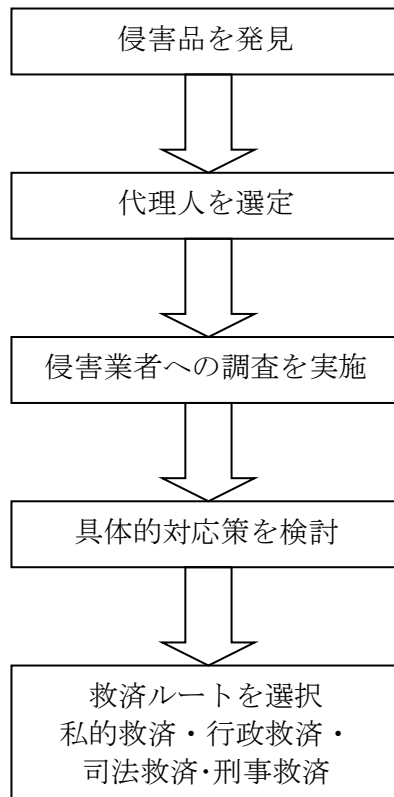 侵害品を発見
代理人を選定
侵害業者への調査を実施
具体的対応策を検討
救済ルートを選択
私的救済・行政救済・
司法救済・刑事救済